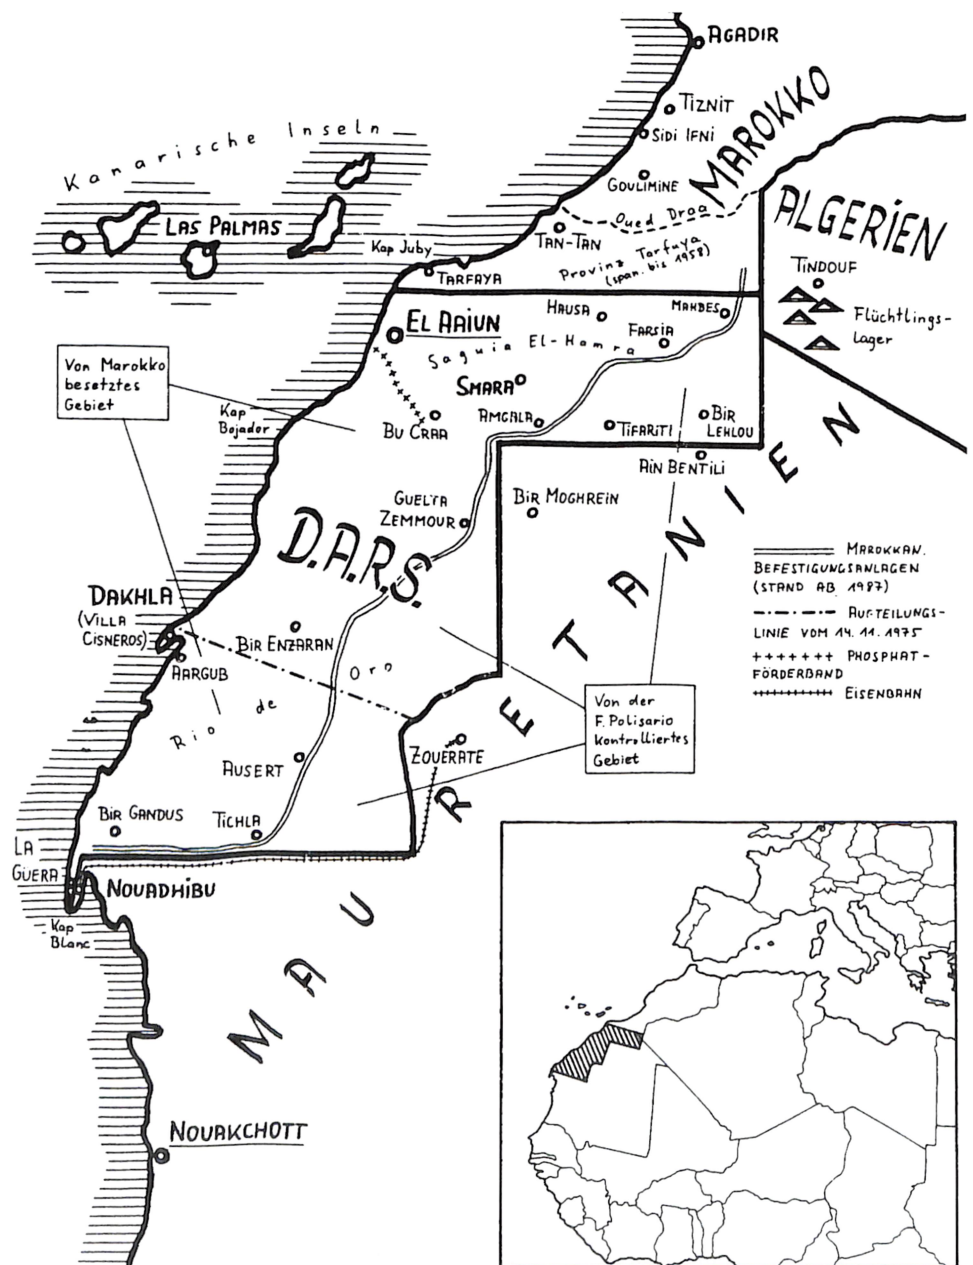 AGADIR
TIZNIT
SIDI IFNI
MAROKKO
Kanarische Inseln
GOULIMINE
Oued Draa
ALGERIEN
LAS PALMAS
Kap Juby
TAN-TAN
Provinz Tarfaya
(span. bis 1958)
TARFAYA
TINDOUF
Flüchtlings-
lager
HAUSA
MAHBES
EL AAIUN
FARSIA
Saguia El-Hamra
Von Marokko
besetztes
Gebiet
SMARA
Kap
Bojador
BU CRAA
AMGALA
TIFARITI
BIR
LEHLOU
AIN BENTILI
GUELTA
ZEMMOUR
BIR MOGHREIN
D.A.R.S.
MAURETANIEN
MAROKKAN.
BEFESTIGUNGSANLAGEN
(STAND AB 1987)
AUFTEILUNGS-
LINIE VOM 14.11.1975
PHOSPHAT-
FÖRDERBAND
EISENBAHN
DAKHLA
(VILLA
CISNEROS)
BIR ENZARAN
AARGUB
Rio de Oro
Von der
F. Polisario
kontrolliertes
Gebiet
ZOUERATE
AUSERT
BIR GANDUS
TICHLA
LA
GÜERA
NOUADHIBU
Kap
Blanc
NOUAKCHOTT